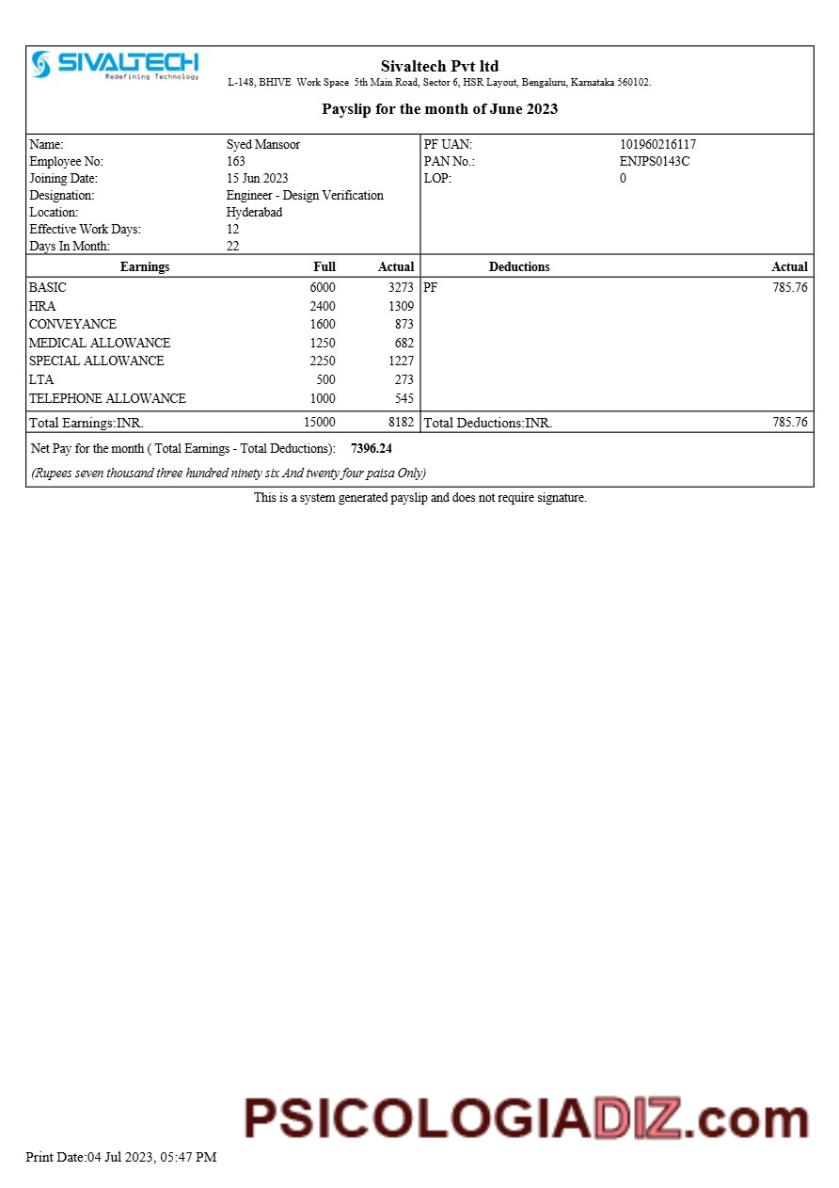 SIVALTECH
Redefining Technology
Sivaltech Pvt ltd
L-148, BHIVE Work Space 5th Main Road, Sector 6, HSR Layout, Bengaluru, Karnataka 560102.
Payslip for the month of June 2023
Name: Syed Mansoor PF UAN: 101960216117
Employee No: 163 PAN No.: ENJPS0143C
Joining Date: 15 Jun 2023 LOP: 0
Designation: Engineer - Design Verification
Location: Hyderabad
Effective Work Days: 12
Days In Month: 22
Earnings Full Actual Deductions Actual
BASIC 6000 3273 PF 785.76
HRA 2400 1309
CONVEYANCE 1600 873
MEDICAL ALLOWANCE 1250 682
SPECIAL ALLOWANCE 2250 1227
LTA 500 273
TELEPHONE ALLOWANCE 1000 545
Total Earnings:INR. 15000 8182 Total Deductions:INR. 785.76
Net Pay for the month ( Total Earnings - Total Deductions): 7396.24
(Rupees seven thousand three hundred ninety six And twenty four paisa Only)
This is a system generated payslip and does not require signature.
PSICOLOGIADIZ.com
Print Date:04 Jul 2023, 05:47 PM